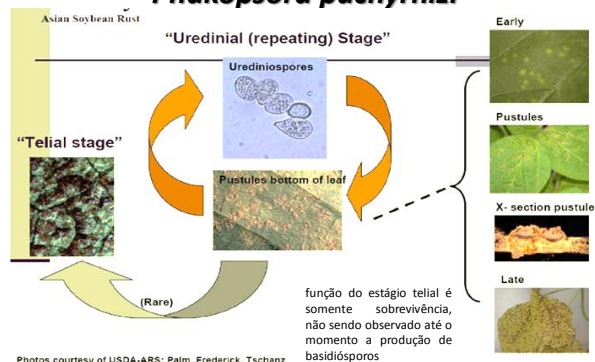 Phakopsora pachyrhizi
Asian Soybean Rust
“Uredinial (repeating) Stage”
Early
Urediniospores
Pustules
“Telial stage”
Pustules bottom of leaf
X- section pustule
Late
(Rare)
função do estágio telial é
somente sobrevivência,
não sendo observado até o
momento a produção de
basidiósporos
Photos courtesy of USDA-ARS: Palm, Frederick, Tschanz